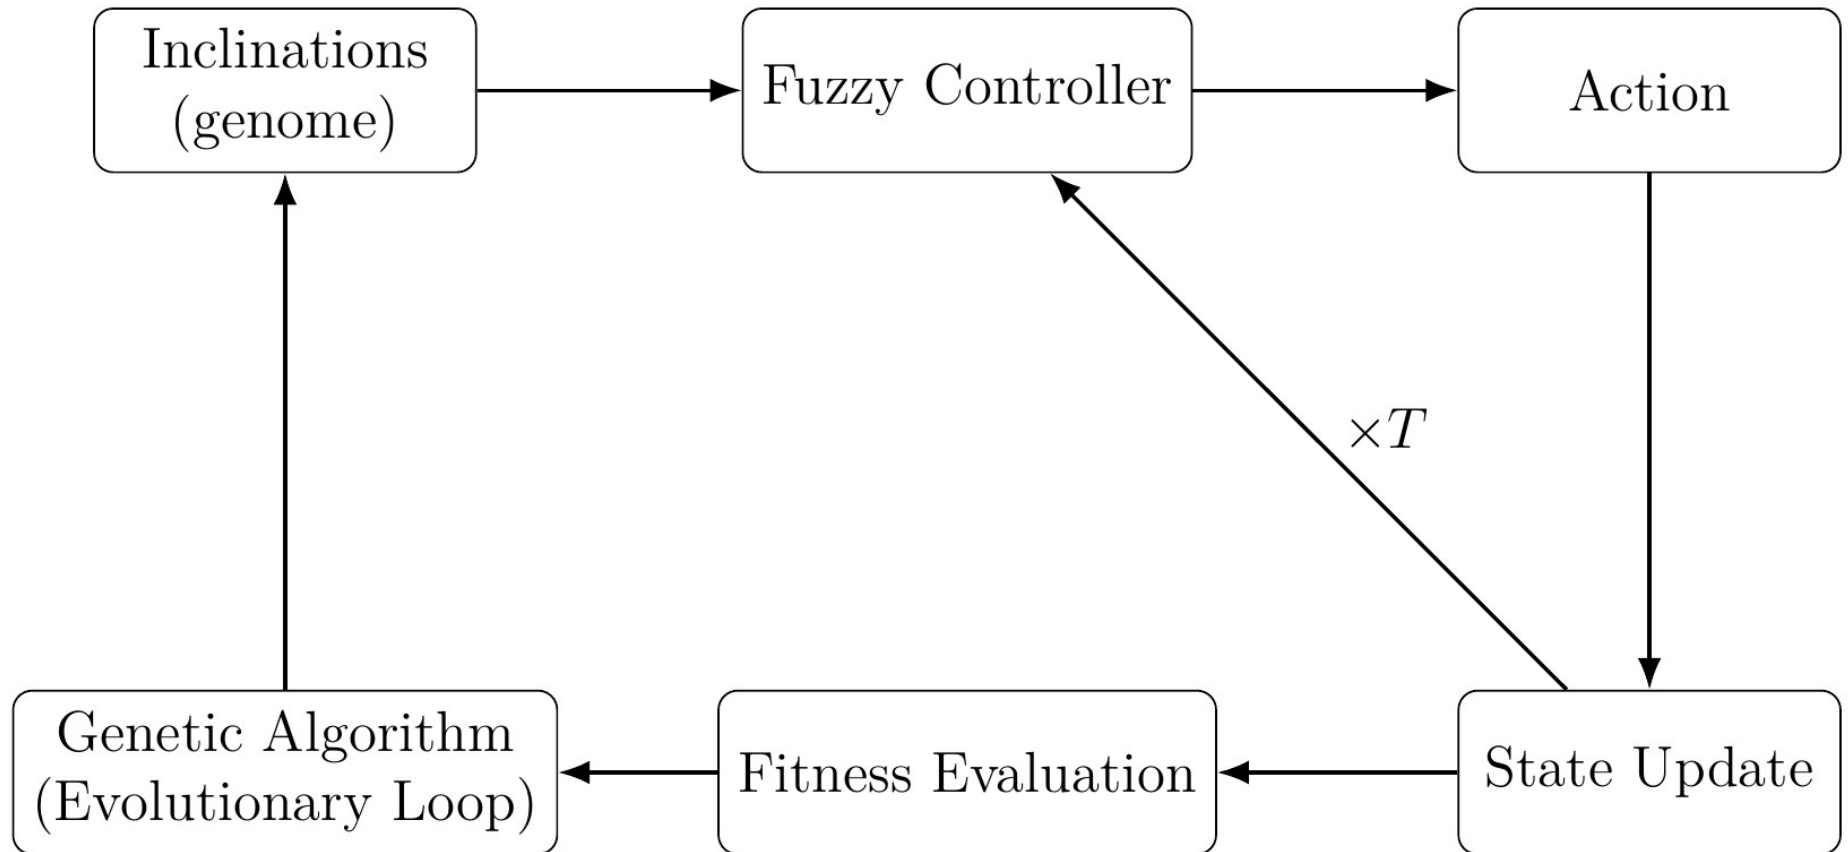 Inclinations
(genome)
Fuzzy Controller
Action
×T
Genetic Algorithm
(Evolutionary Loop)
Fitness Evaluation
State Update